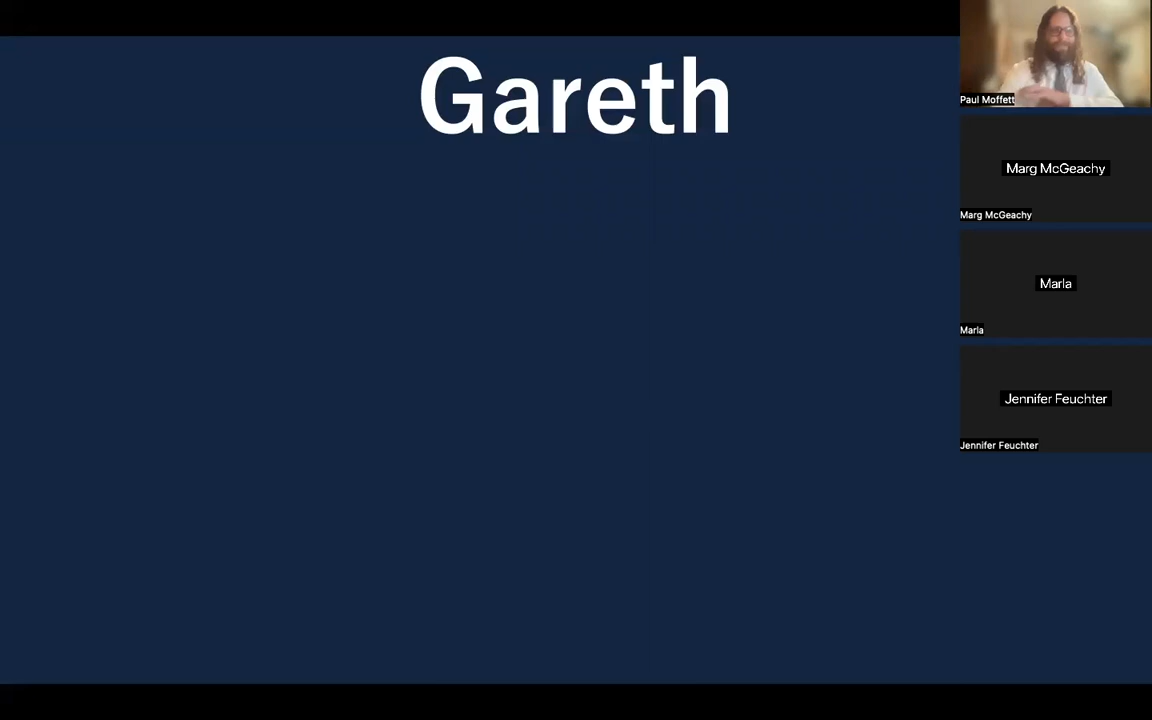 Gareth
Paul Moffett
Marg McGeachy
Marg McGeachy
Marla
Marla
Jennifer Feuchter
Jennifer Feuchter